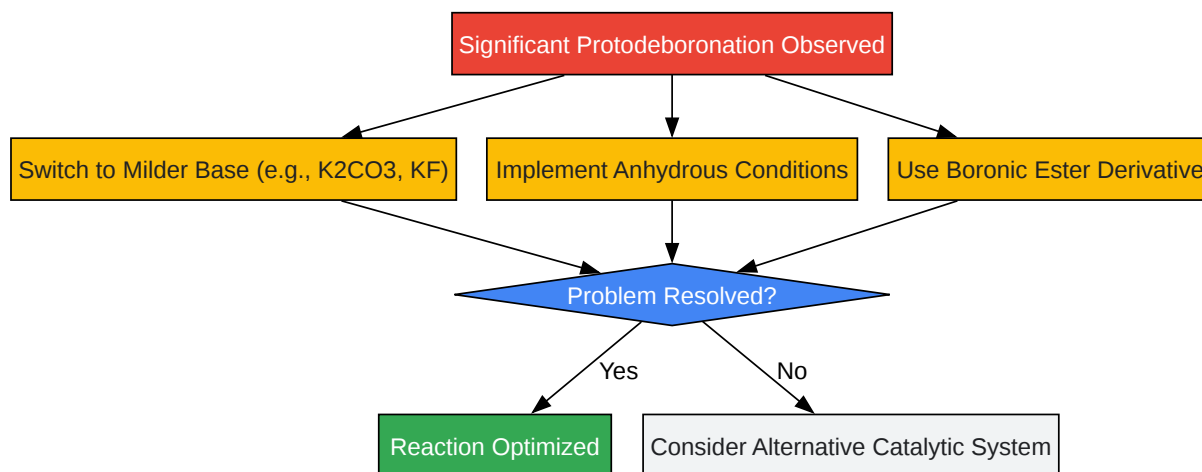 Significant Protodeboronation Observed
Switch to Milder Base (e.g., K2CO3, KF)
Implement Anhydrous Conditions
Use Boronic Ester Derivative
Problem Resolved?
Yes
No
Reaction Optimized
Consider Alternative Catalytic System